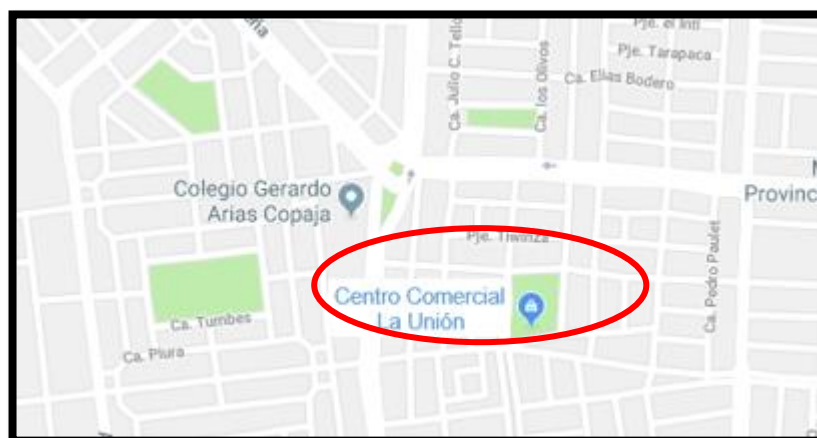 Pje. el Inti
Pje. Tarapaca
Ca. Elias Bodero
Ca. Julio C. Tello
Ca. los Olivos
Colegio Gerardo
Arias Copaja
Provinc
Pje. Tiwinza
Centro Comercial
La Unión
Ca. Pedro Paulet
Ca. Tumbes
Ca. Piura